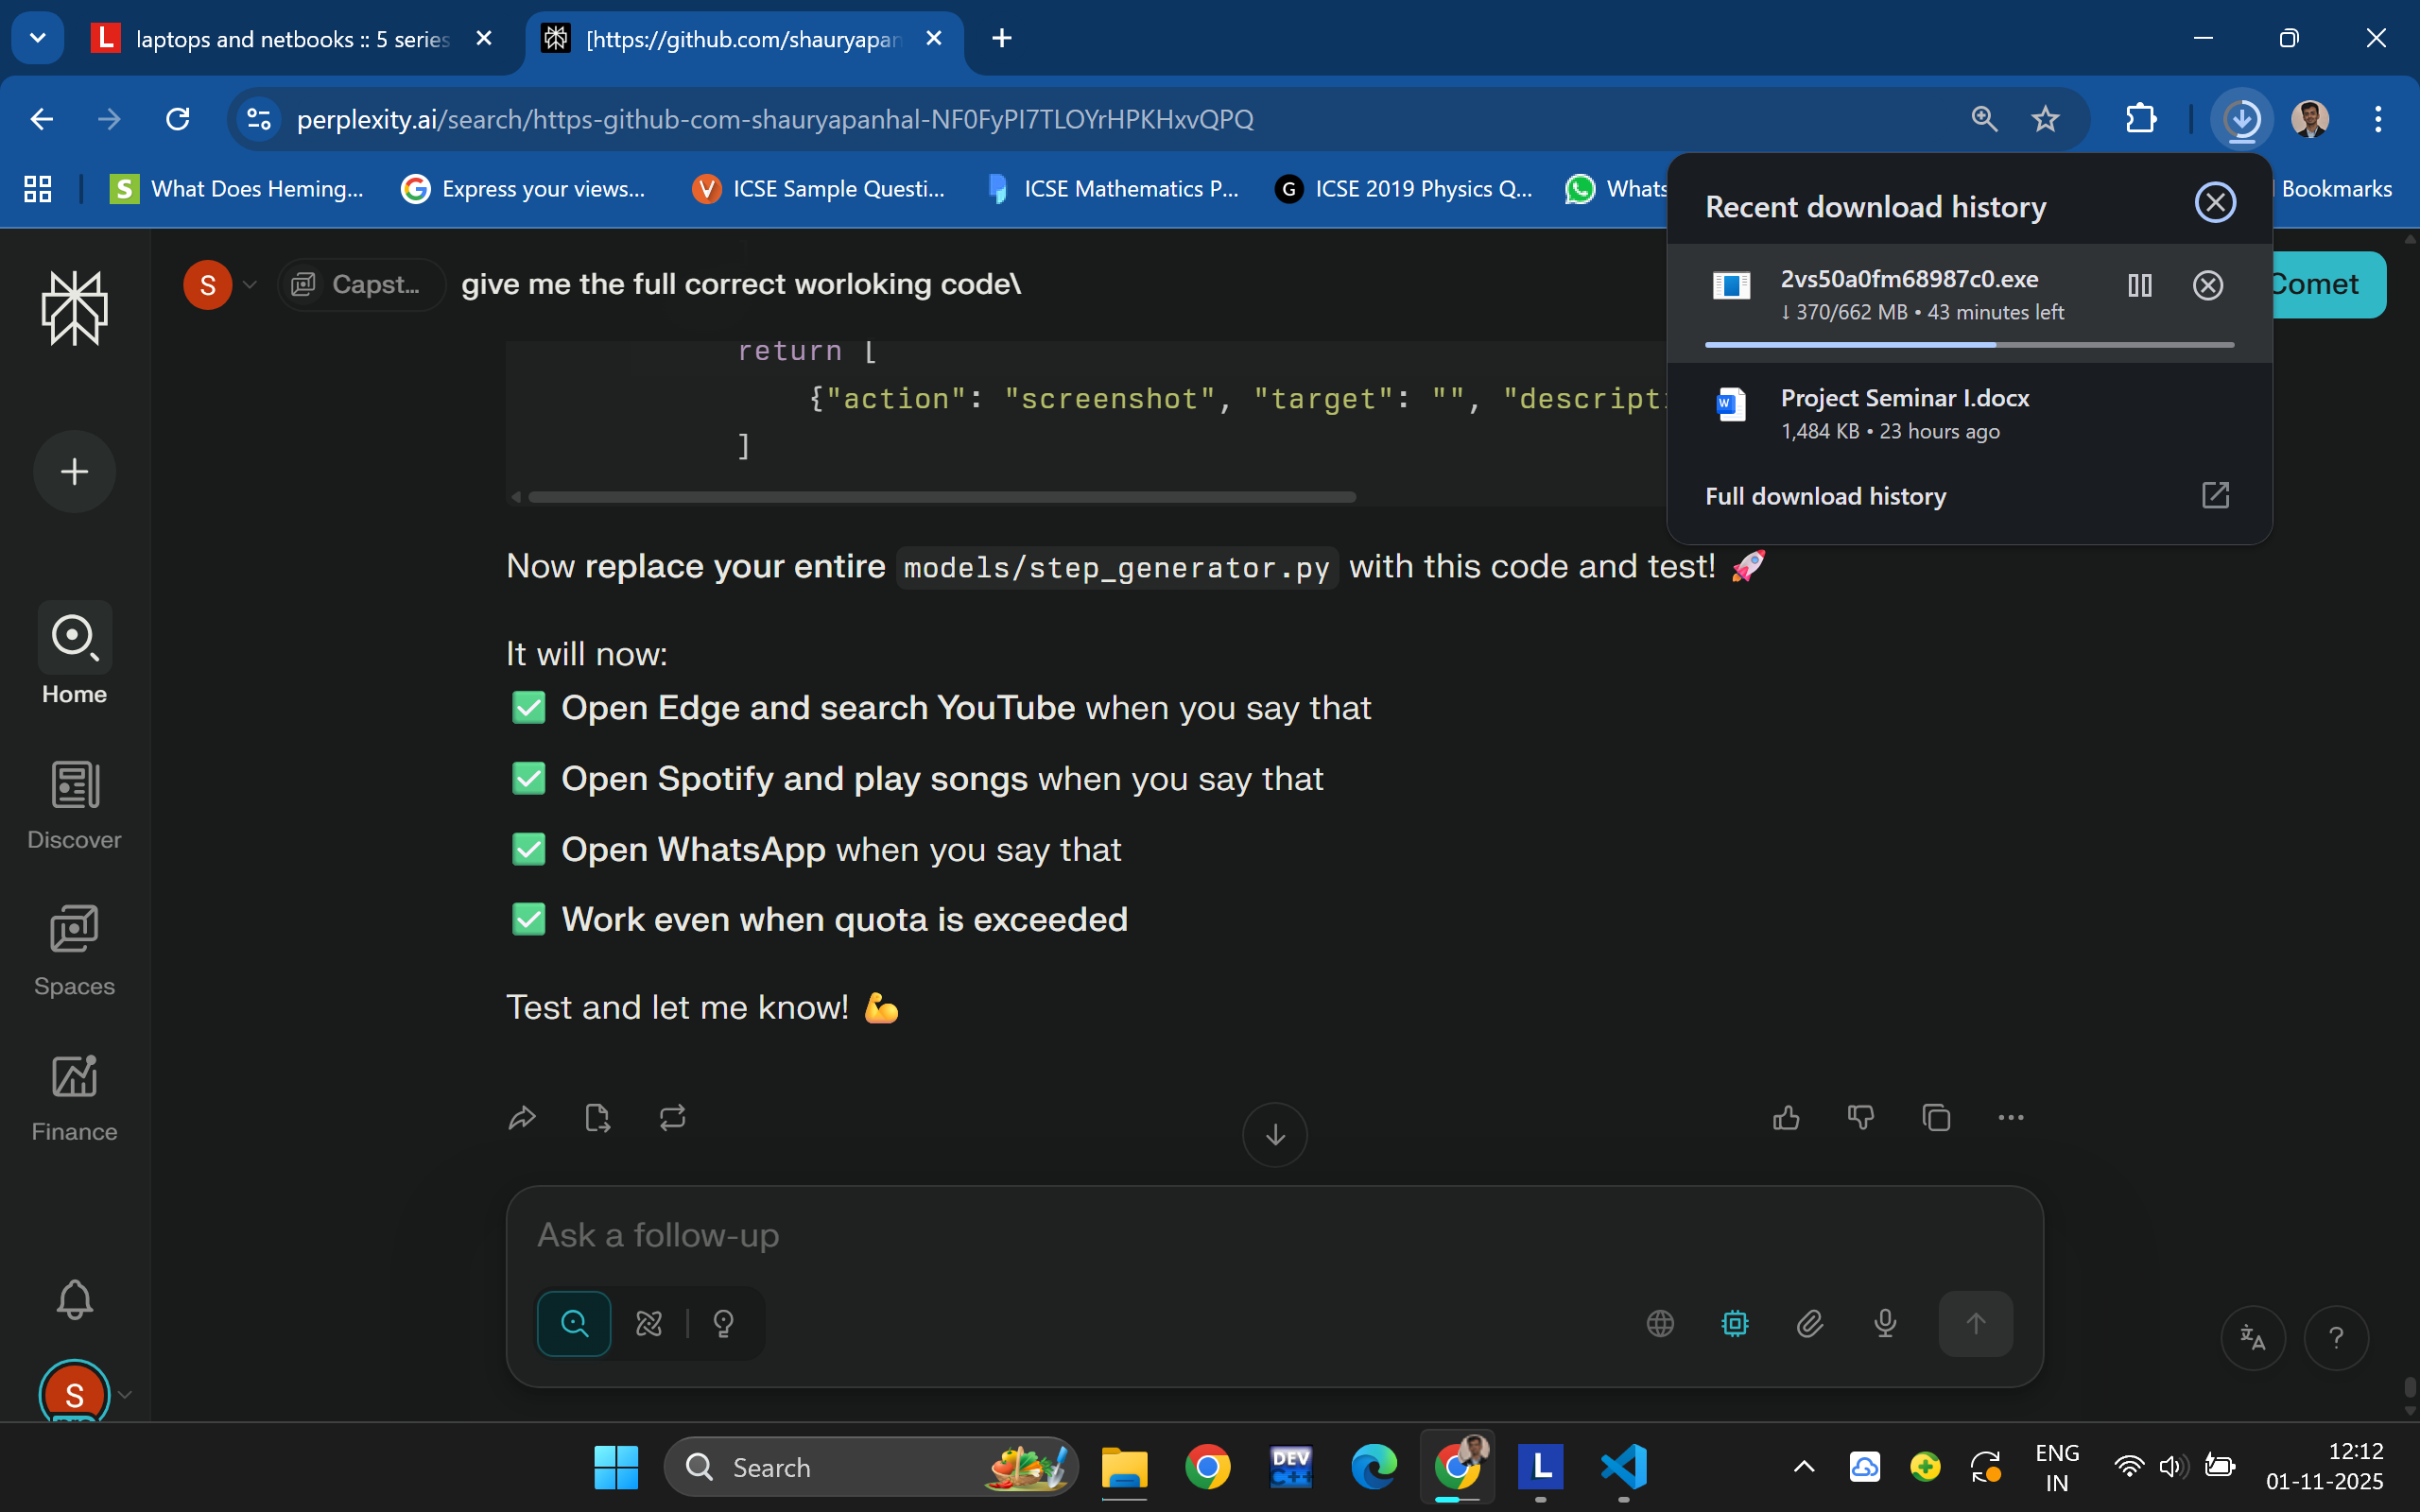 laptops and netbooks :: 5 series
[https://github.com/shauryapan
perplexity.ai/search/https-github-com-shauryapanhal-NF0FyPI7TLOYrHPKHxvQPQ
What Does Heming...
Express your views...
ICSE Sample Questi...
ICSE Mathematics P...
ICSE 2019 Physics Q...
Whats
Bookmarks
Recent download history
2vs50a0fm68987c0.exe
↓ 370/662 MB • 43 minutes left
Project Seminar I.docx
1,484 KB • 23 hours ago
Full download history
S
Capst...
give me the full correct worloking code\
Comet
return [
{"action": "screenshot", "target": "", "descripti
]
Now replace your entire models/step_generator.py with this code and test! 🚀
It will now:
✅ Open Edge and search YouTube when you say that
✅ Open Spotify and play songs when you say that
✅ Open WhatsApp when you say that
✅ Work even when quota is exceeded
Test and let me know! 💪
Home
Discover
Spaces
Finance
S
Ask a follow-up
?
Search
DEV
C++
L
ENG
IN
12:12
01-11-2025